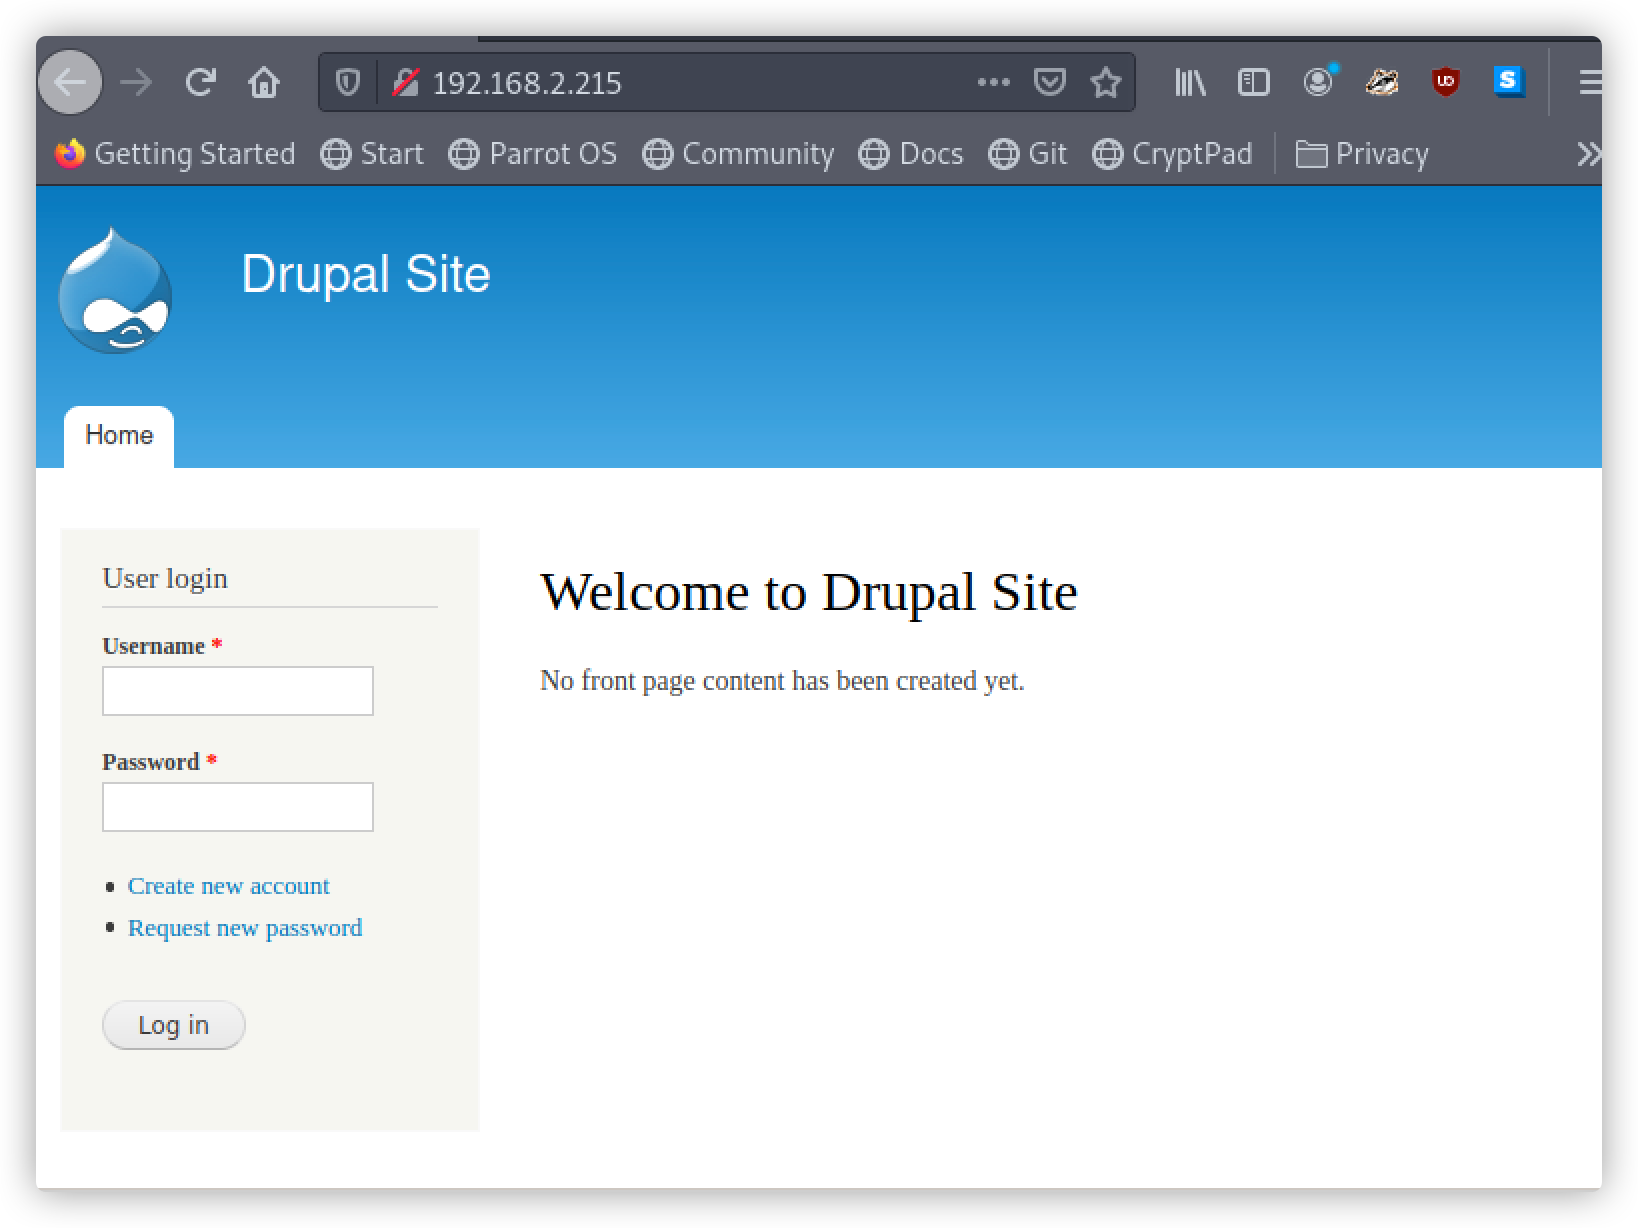 192.168.2.215
Getting Started Start Parrot OS Community Docs Git CryptPad Privacy
Drupal Site
Home
User login
Username *
Password *
Create new account
Request new password
Log in
Welcome to Drupal Site
No front page content has been created yet.